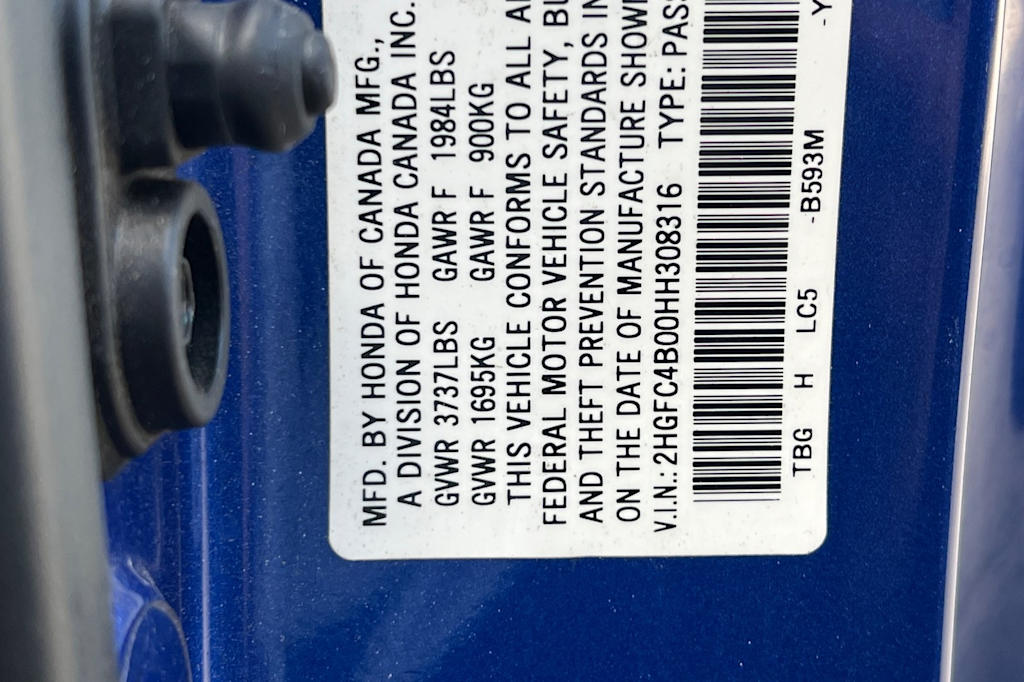 MFD. BY HONDA OF CANADA MFG.,
A DIVISION OF HONDA CANADA INC.
GVWR 3737LBS GAWR F 1984LBS
GVWR 1695KG GAWR F 900KG
THIS VEHICLE CONFORMS TO ALL
FEDERAL MOTOR VEHICLE SAFETY,
AND THEFT PREVENTION STANDARDS IN
ON THE DATE OF MANUFACTURE
V.I.N.: 2HGFC4B00HH308316 TYPE: PASS
TBG H LC5 -B593M -Y